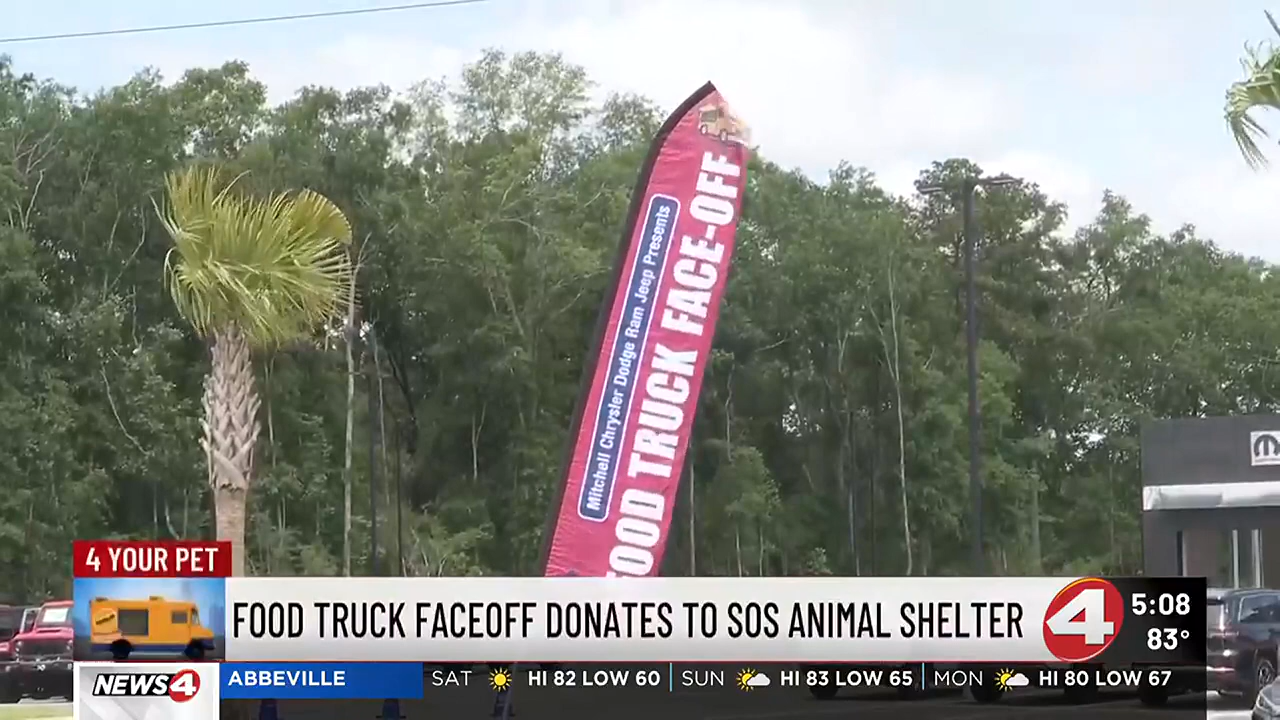 Mitchell Chrysler Dodge Ram Jeep Presents
FOOD TRUCK FACE-OFF
4 YOUR PET
FOOD TRUCK FACEOFF DONATES TO SOS ANIMAL SHELTER
4
5:08
83°
NEWS4
ABBEVILLE
SAT HI 82 LOW 60
SUN HI 83 LOW 65
MON HI 80 LOW 67